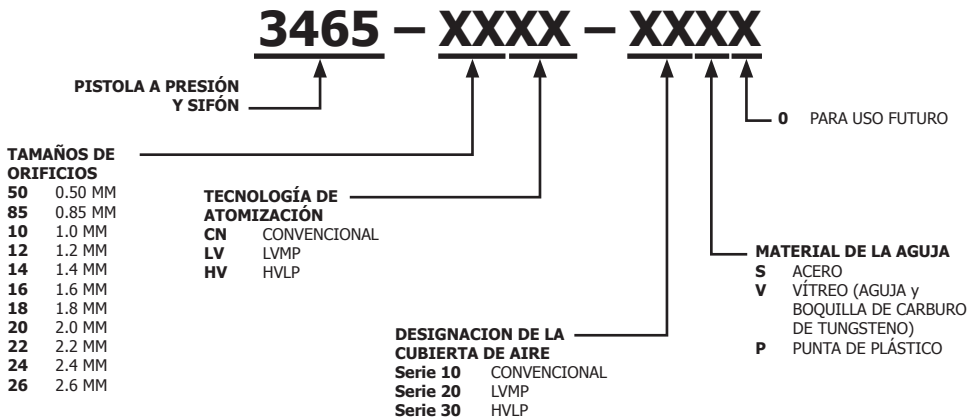 3465 – XXXX – XXXX
PISTOLA A PRESIÓN
Y SIFÓN
0 PARA USO FUTURO
TAMAÑOS DE
ORIFICIOS
50 0.50 MM
85 0.85 MM
10 1.0 MM
12 1.2 MM
14 1.4 MM
16 1.6 MM
18 1.8 MM
20 2.0 MM
22 2.2 MM
24 2.4 MM
26 2.6 MM
TECNOLOGÍA DE
ATOMIZACIÓN
CN CONVENCIONAL
LV LVMP
HV HVLP
DESIGNACION DE LA
CUBIERTA DE AIRE
Serie 10 CONVENCIONAL
Serie 20 LVMP
Serie 30 HVLP
MATERIAL DE LA AGUJA
S ACERO
V VÍTREO (AGUJA y
BOQUILLA DE CARBURO
DE TUNGSTENO)
P PUNTA DE PLÁSTICO